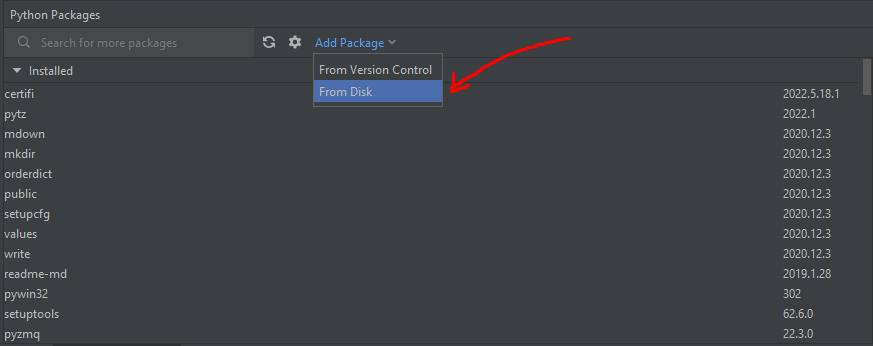 Python Packages
Search for more packages Add Package
From Version Control
From Disk
Installed
certifi 2022.5.18.1
pytz 2022.1
mdown 2020.12.3
mkdir 2020.12.3
orderdict 2020.12.3
public 2020.12.3
setupcfg 2020.12.3
values 2020.12.3
write 2020.12.3
readme-md 2019.1.28
pywin32 302
setuptools 62.6.0
pyzmq 22.3.0